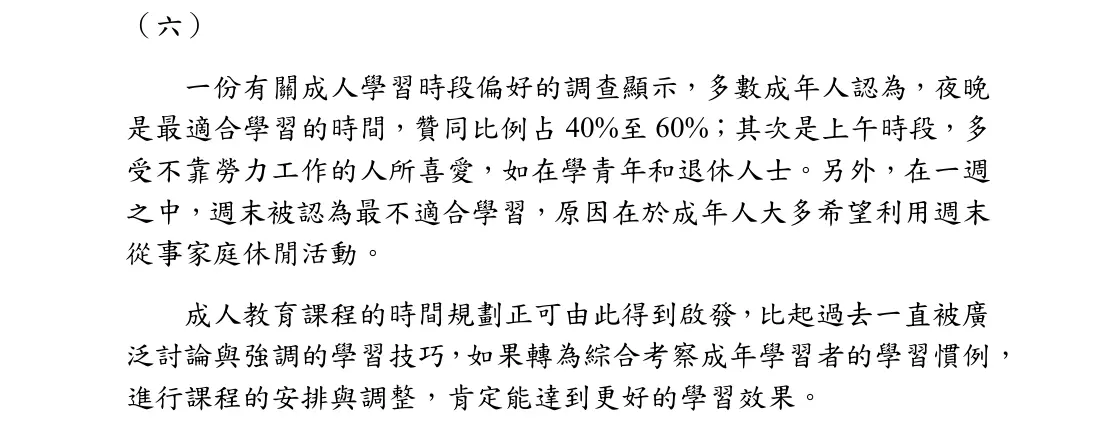 （六）
一份有關成人學習時段偏好的調查顯示，多數成年人認為，夜晚
是最適合學習的時間，贊同比例占 40%至 60%；其次是上午時段，多
受不靠勞力工作的人所喜愛，如在學青年和退休人士。另外，在一週
之中，週末被認為最不適合學習，原因在於成年人大多希望利用週末
從事家庭休閒活動。
成人教育課程的時間規劃正可由此得到啟發，比起過去一直被廣
泛討論與強調的學習技巧，如果轉為綜合考察成年學習者的學習慣例，
進行課程的安排與調整，肯定能達到更好的學習效果。